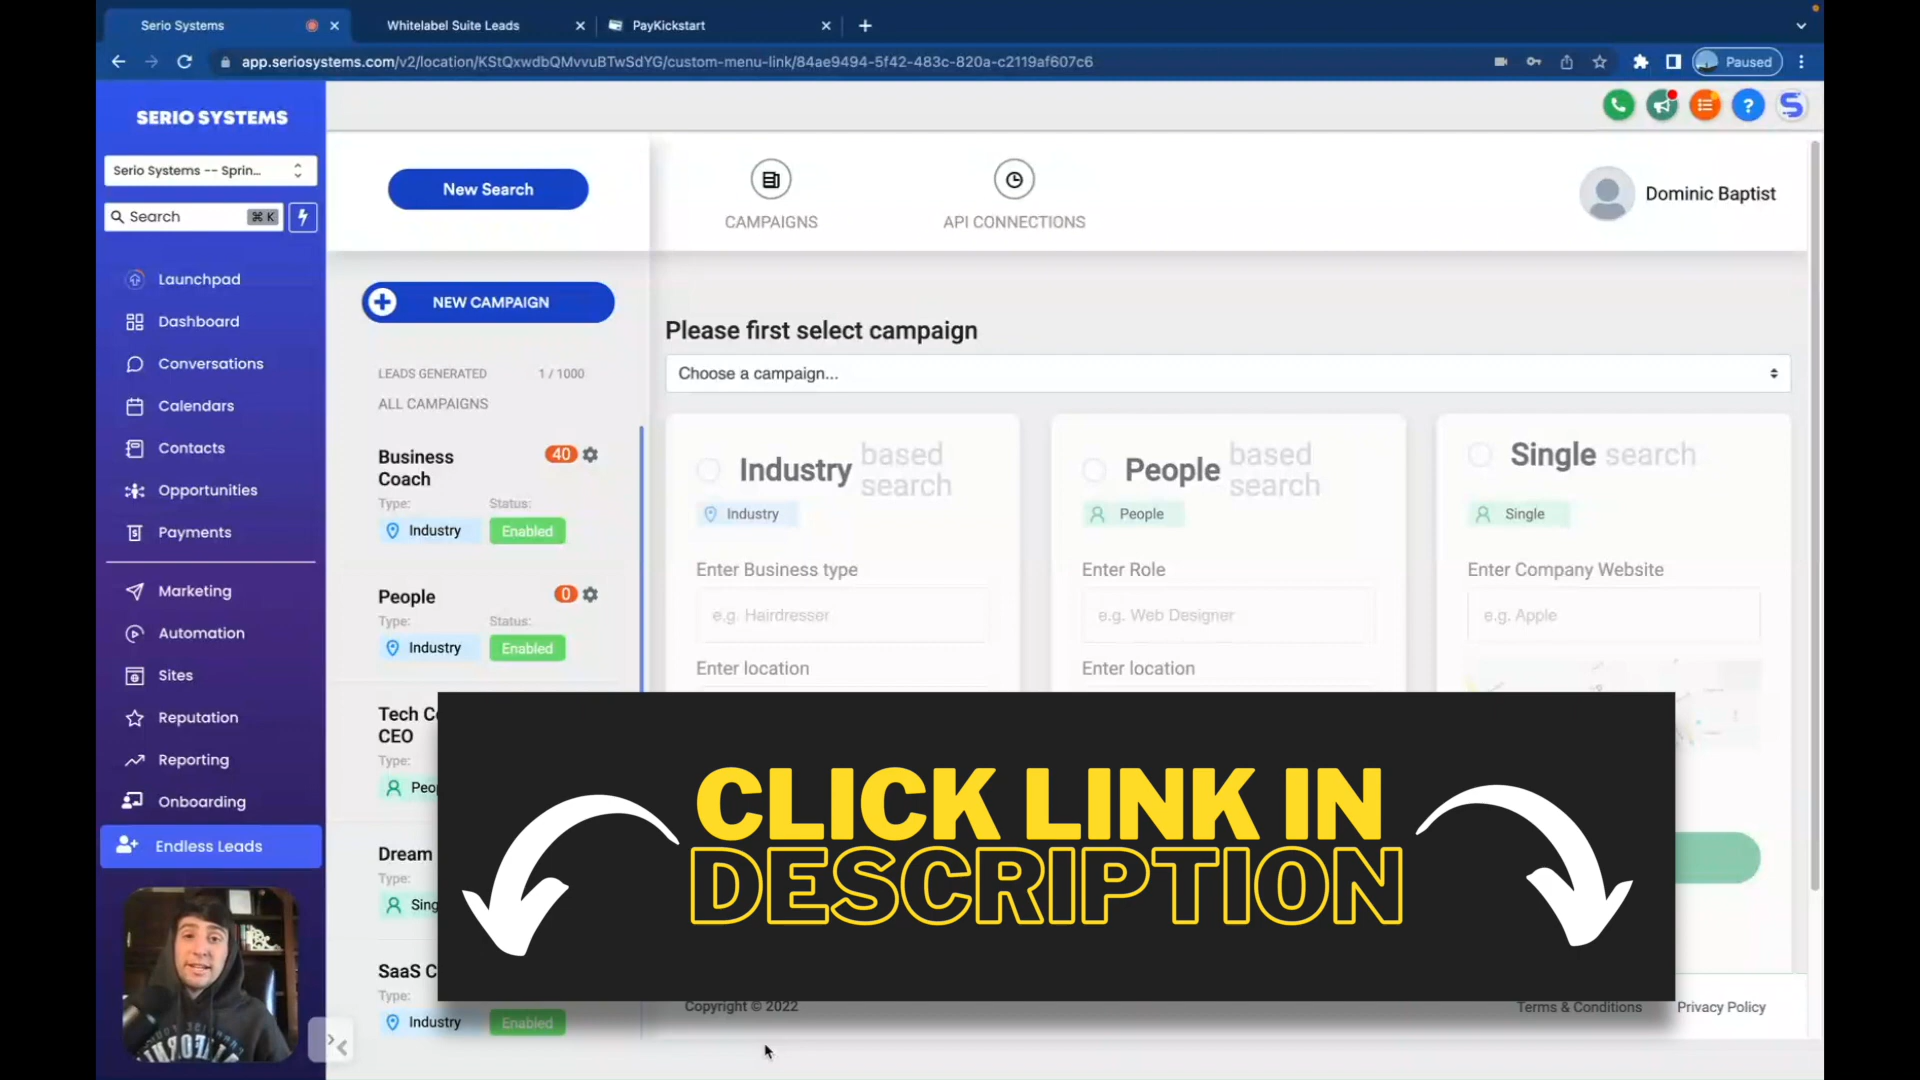 Serio Systems
Whitelabel Suite Leads
PayKickstart
app.seriosystems.com/v2/location/KStQxwdbQMvvuBTwSdYG/custom-menu-link/84ae9494-5f42-483c-820a-c2119af607c6
Paused
SERIO SYSTEMS
Serio Systems -- Sprin...
Search
⌘ K
Launchpad
Dashboard
Conversations
Calendars
Contacts
Opportunities
Payments
Marketing
Automation
Sites
Reputation
Reporting
Onboarding
Endless Leads
New Search
CAMPAIGNS
API CONNECTIONS
Dominic Baptist
NEW CAMPAIGN
LEADS GENERATED 1 / 1000
ALL CAMPAIGNS
Business
Coach
40
Type: Status:
Industry Enabled
People 0
Type: Status:
Industry Enabled
Tech C
CEO
Type:
Peo
Dream
Type:
Sing
SaaS C
Type:
Industry Enabled
Please first select campaign
Choose a campaign...
Industry based
search
Industry
Enter Business type
e.g. Hairdresser
Enter location
People based
search
People
Enter Role
e.g. Web Designer
Enter location
Single search
Single
Enter Company Website
e.g. Apple
CLICK LINK IN
DESCRIPTION
Copyright © 2022
Terms & Conditions
Privacy Policy